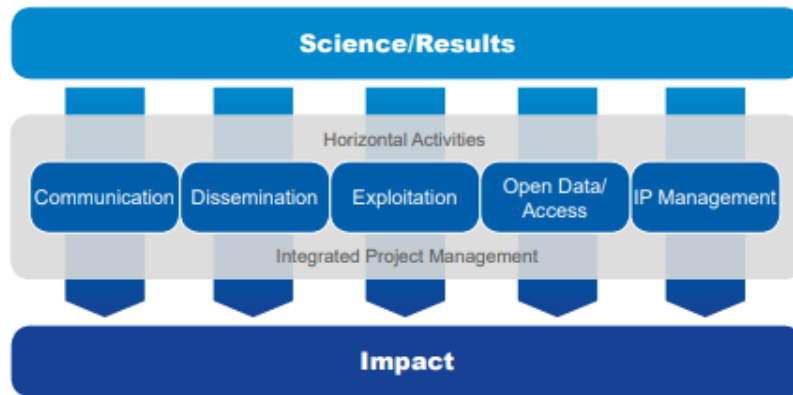 Science/Results
Horizontal Activities
Communication
Dissemination
Exploitation
Open Data/
Access
IP Management
Integrated Project Management
Impact